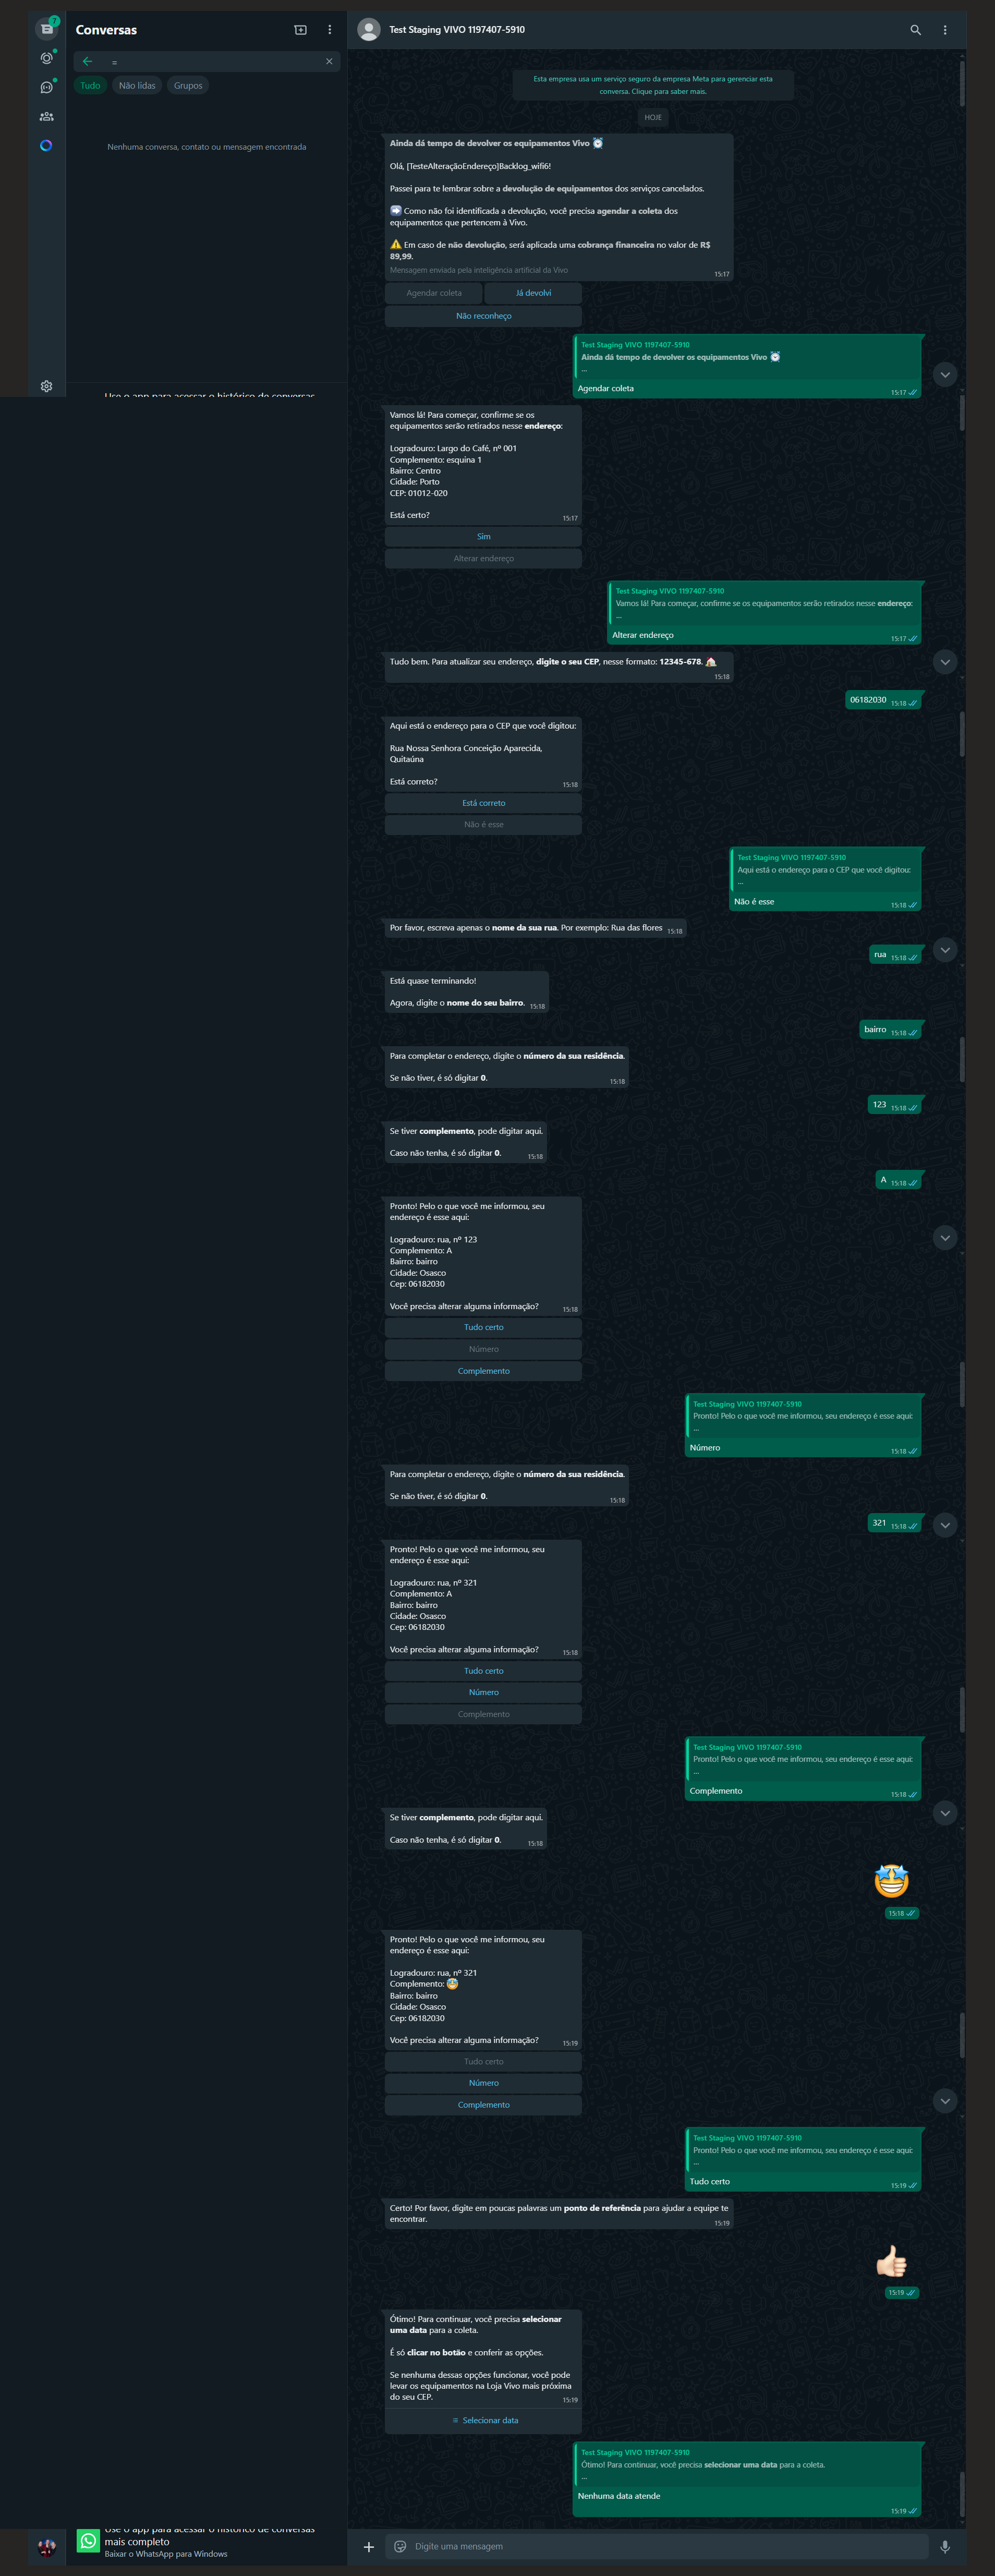 7
Conversas
=
Tudo
Não lidas
Grupos
Nenhuma conversa, contato ou mensagem encontrada
Use o app para acessar o histórico de conversas
Test Staging VIVO 1197407-5910
Esta empresa usa um serviço seguro da empresa Meta para gerenciar esta
conversa. Clique para saber mais.
HOJE
Ainda dá tempo de devolver os equipamentos Vivo ⏰
Olá, [TesteAlteraçãoEndereço]Backlog_wifi6!
Passei para te lembrar sobre a devolução de equipamentos dos serviços cancelados.
➡️ Como não foi identificada a devolução, você precisa agendar a coleta dos
equipamentos que pertencem à Vivo.
⚠️ Em caso de não devolução, será aplicada uma cobrança financeira no valor de R$
89,99.
Mensagem enviada pela inteligência artificial da Vivo
15:17
Agendar coleta
Já devolvi
Não reconheço
Test Staging VIVO 1197407-5910
Ainda dá tempo de devolver os equipamentos Vivo ⏰
...
Agendar coleta
15:17
Vamos lá! Para começar, confirme se os
equipamentos serão retirados nesse endereço:
Logradouro: Largo do Café, nº 001
Complemento: esquina 1
Bairro: Centro
Cidade: Porto
CEP: 01012-020
Está certo?
15:17
Sim
Alterar endereço
Test Staging VIVO 1197407-5910
Vamos lá! Para começar, confirme se os equipamentos serão retirados nesse endereço:
...
Alterar endereço
15:17
Tudo bem. Para atualizar seu endereço, digite o seu CEP, nesse formato: 12345-678. 🏠
15:18
06182030
15:18
Aqui está o endereço para o CEP que você digitou:
Rua Nossa Senhora Conceição Aparecida,
Quitaúna
Está correto?
15:18
Está correto
Não é esse
Test Staging VIVO 1197407-5910
Aqui está o endereço para o CEP que você digitou:
...
Não é esse
15:18
Por favor, escreva apenas o nome da sua rua. Por exemplo: Rua das flores
15:18
rua
15:18
Está quase terminando!
Agora, digite o nome do seu bairro.
15:18
bairro
15:18
Para completar o endereço, digite o número da sua residência.
Se não tiver, é só digitar 0.
15:18
123
15:18
Se tiver complemento, pode digitar aqui.
Caso não tenha, é só digitar 0.
15:18
A
15:18
Pronto! Pelo o que você me informou, seu
endereço é esse aqui:
Logradouro: rua, nº 123
Complemento: A
Bairro: bairro
Cidade: Osasco
Cep: 06182030
Você precisa alterar alguma informação?
15:18
Tudo certo
Número
Complemento
Test Staging VIVO 1197407-5910
Pronto! Pelo o que você me informou, seu endereço é esse aqui:
...
Número
15:18
Para completar o endereço, digite o número da sua residência.
Se não tiver, é só digitar 0.
15:18
321
15:18
Pronto! Pelo o que você me informou, seu
endereço é esse aqui:
Logradouro: rua, nº 321
Complemento: A
Bairro: bairro
Cidade: Osasco
Cep: 06182030
Você precisa alterar alguma informação?
15:18
Tudo certo
Número
Complemento
Test Staging VIVO 1197407-5910
Pronto! Pelo o que você me informou, seu endereço é esse aqui:
...
Complemento
15:18
Se tiver complemento, pode digitar aqui.
Caso não tenha, é só digitar 0.
15:18
🤩
15:18
Pronto! Pelo o que você me informou, seu
endereço é esse aqui:
Logradouro: rua, nº 321
Complemento: 🤩
Bairro: bairro
Cidade: Osasco
Cep: 06182030
Você precisa alterar alguma informação?
15:19
Tudo certo
Número
Complemento
Test Staging VIVO 1197407-5910
Pronto! Pelo o que você me informou, seu endereço é esse aqui:
...
Tudo certo
15:19
Certo! Por favor, digite em poucas palavras um ponto de referência para ajudar a equipe te
encontrar.
15:19
👍🏻
15:19
Ótimo! Para continuar, você precisa selecionar
uma data para a coleta.
É só clicar no botão e conferir as opções.
Se nenhuma dessas opções funcionar, você pode
levar os equipamentos na Loja Vivo mais próxima
do seu CEP.
15:19
Selecionar data
Test Staging VIVO 1197407-5910
Ótimo! Para continuar, você precisa selecionar uma data para a coleta.
...
Nenhuma data atende
15:19
Use o app para acessar o histórico de conversas
mais completo
Baixar o WhatsApp para Windows
Digite uma mensagem